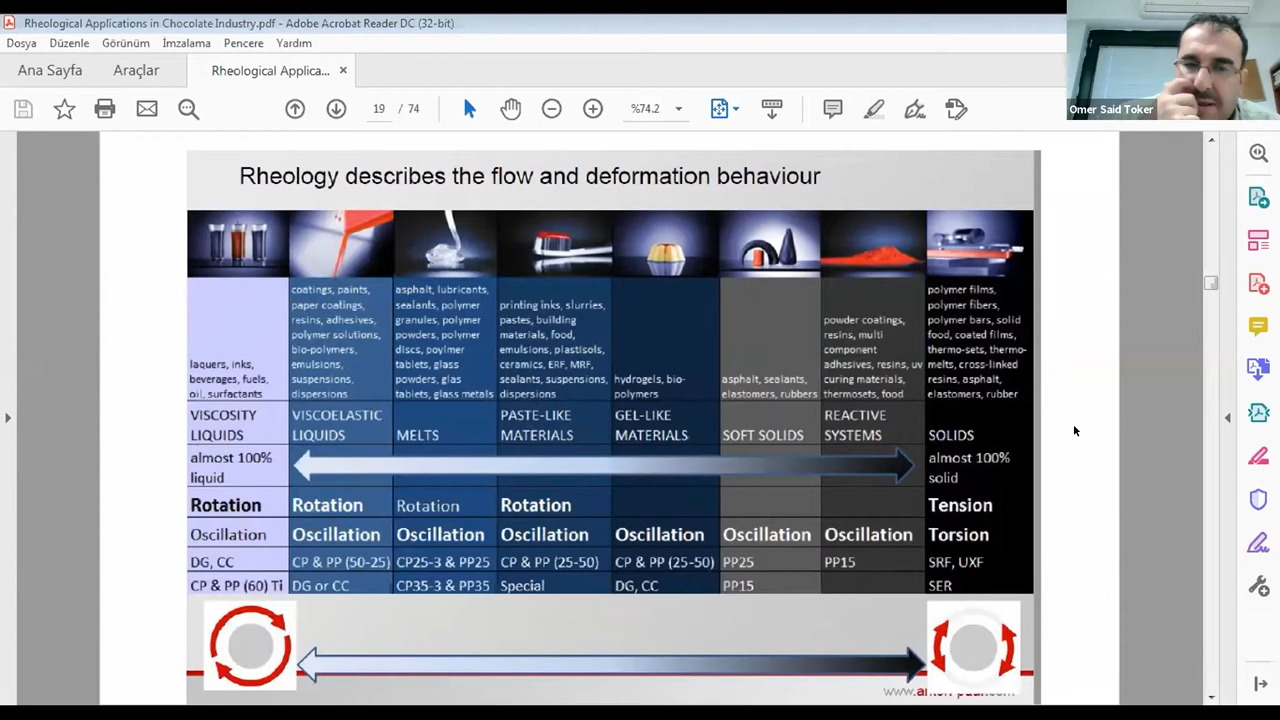 Rheological Applications in Chocolate Industry.pdf - Adobe Acrobat Reader DC (32-bit)
Dosya Düzenle Görünüm İmzalama Pencere Yardım
Ana Sayfa Araçlar Rheological Applica... ×
19 / 74 %74.2
Omer Said Toker
Rheology describes the flow and deformation behaviour
laquers, inks,
beverages, fuels,
oil, surfactants
VISCOSITY
LIQUIDS
almost 100%
liquid
Rotation
Oscillation
DG, CC
CP & PP (60) Ti
coatings, paints,
paper coatings,
resins, adhesives,
polymer solutions,
bio-polymers,
emulsions,
suspensions,
dispersions
VISCOELASTIC
LIQUIDS
Rotation
Oscillation
CP & PP (50-25)
DG or CC
asphalt, lubricants,
sealants, polymer
granules, polymer
powders, polymer
discs, poylmer
tablets, glass
powders, glas
tablets, glass metals
MELTS
Rotation
Oscillation
CP25-3 & PP25
CP35-3 & PP35
printing inks, slurries,
pastes, building
materials, food,
emulsions, plastisols,
ceramics, ERF, MRF,
sealants, suspensions,
dispersions
PASTE-LIKE
MATERIALS
Rotation
Oscillation
CP & PP (25-50)
Special
hydrogels, bio-
polymers
GEL-LIKE
MATERIALS
Oscillation
CP & PP (25-50)
DG, CC
asphalt, sealants,
elastomers, rubbers
SOFT SOLIDS
Oscillation
PP25
PP15
powder coatings,
resins, multi
component
adhesives, resins, uv
curing materials,
thermosets, food
REACTIVE
SYSTEMS
Oscillation
PP15
polymer films,
polymer fibers,
polymer bars, solid
food, coated films,
thermo-sets, thermo-
melts, cross-linked
resins, asphalt,
elastomers, rubber
SOLIDS
almost 100%
solid
Tension
Torsion
SRF, UXF
SER